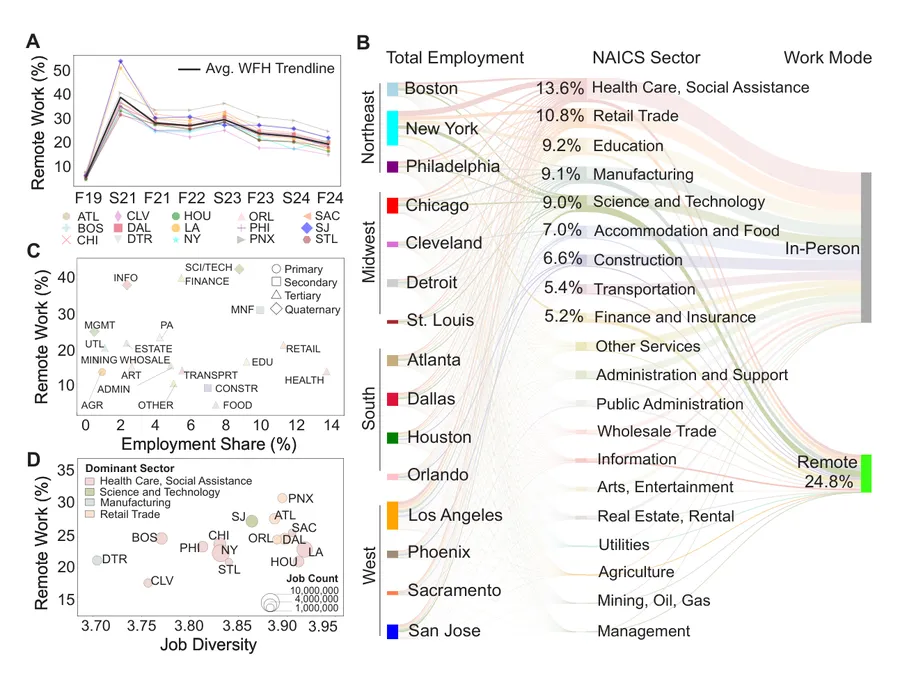 A
Remote Work (%)
50
40
30
20
10
Avg. WFH Trendline
F19 S21 F21 F22 S23 F23 S24 F24
ATL CLV HOU ORL SAC
BOS DAL LA PHI SJ
CHI DTR NY PNX STL
B
Total Employment NAICS Sector Work Mode
Northeast
Boston
New York
Philadelphia
Midwest
Chicago
Cleveland
Detroit
St. Louis
South
Atlanta
Dallas
Houston
Orlando
West
Los Angeles
Phoenix
Sacramento
San Jose
13.6% Health Care, Social Assistance
10.8% Retail Trade
9.2% Education
9.1% Manufacturing
9.0% Science and Technology
7.0% Accommodation and Food
6.6% Construction
5.4% Transportation
5.2% Finance and Insurance
Other Services
Administration and Support
Public Administration
Wholesale Trade
Information
Arts, Entertainment
Real Estate, Rental
Utilities
Agriculture
Mining, Oil, Gas
Management
In-Person
Remote
24.8%
C
Remote Work (%)
40
30
20
10
SCI/TECH
INFO
FINANCE
MNF
MGMT
PA
UTL
ESTATE
RETAIL
MINING WHOSALE
EDU
ART
TRANSPRT
HEALTH
ADMIN
CONSTR
AGR
OTHER
FOOD
Primary
Secondary
Tertiary
Quaternary
0 2 4 6 8 10 12 14
Employment Share (%)
D
Remote Work (%)
35
30
25
20
15
Dominant Sector
Health Care, Social Assistance
Science and Technology
Manufacturing
Retail Trade
PNX
SJ
ATL
SAC
BOS
CHI
ORL
DAL
PHI
NY
LA
DTR
STL
HOU
CLV
Job Count
10,000,000
4,000,000
1,000,000
3.70 3.75 3.80 3.85 3.90 3.95
Job Diversity